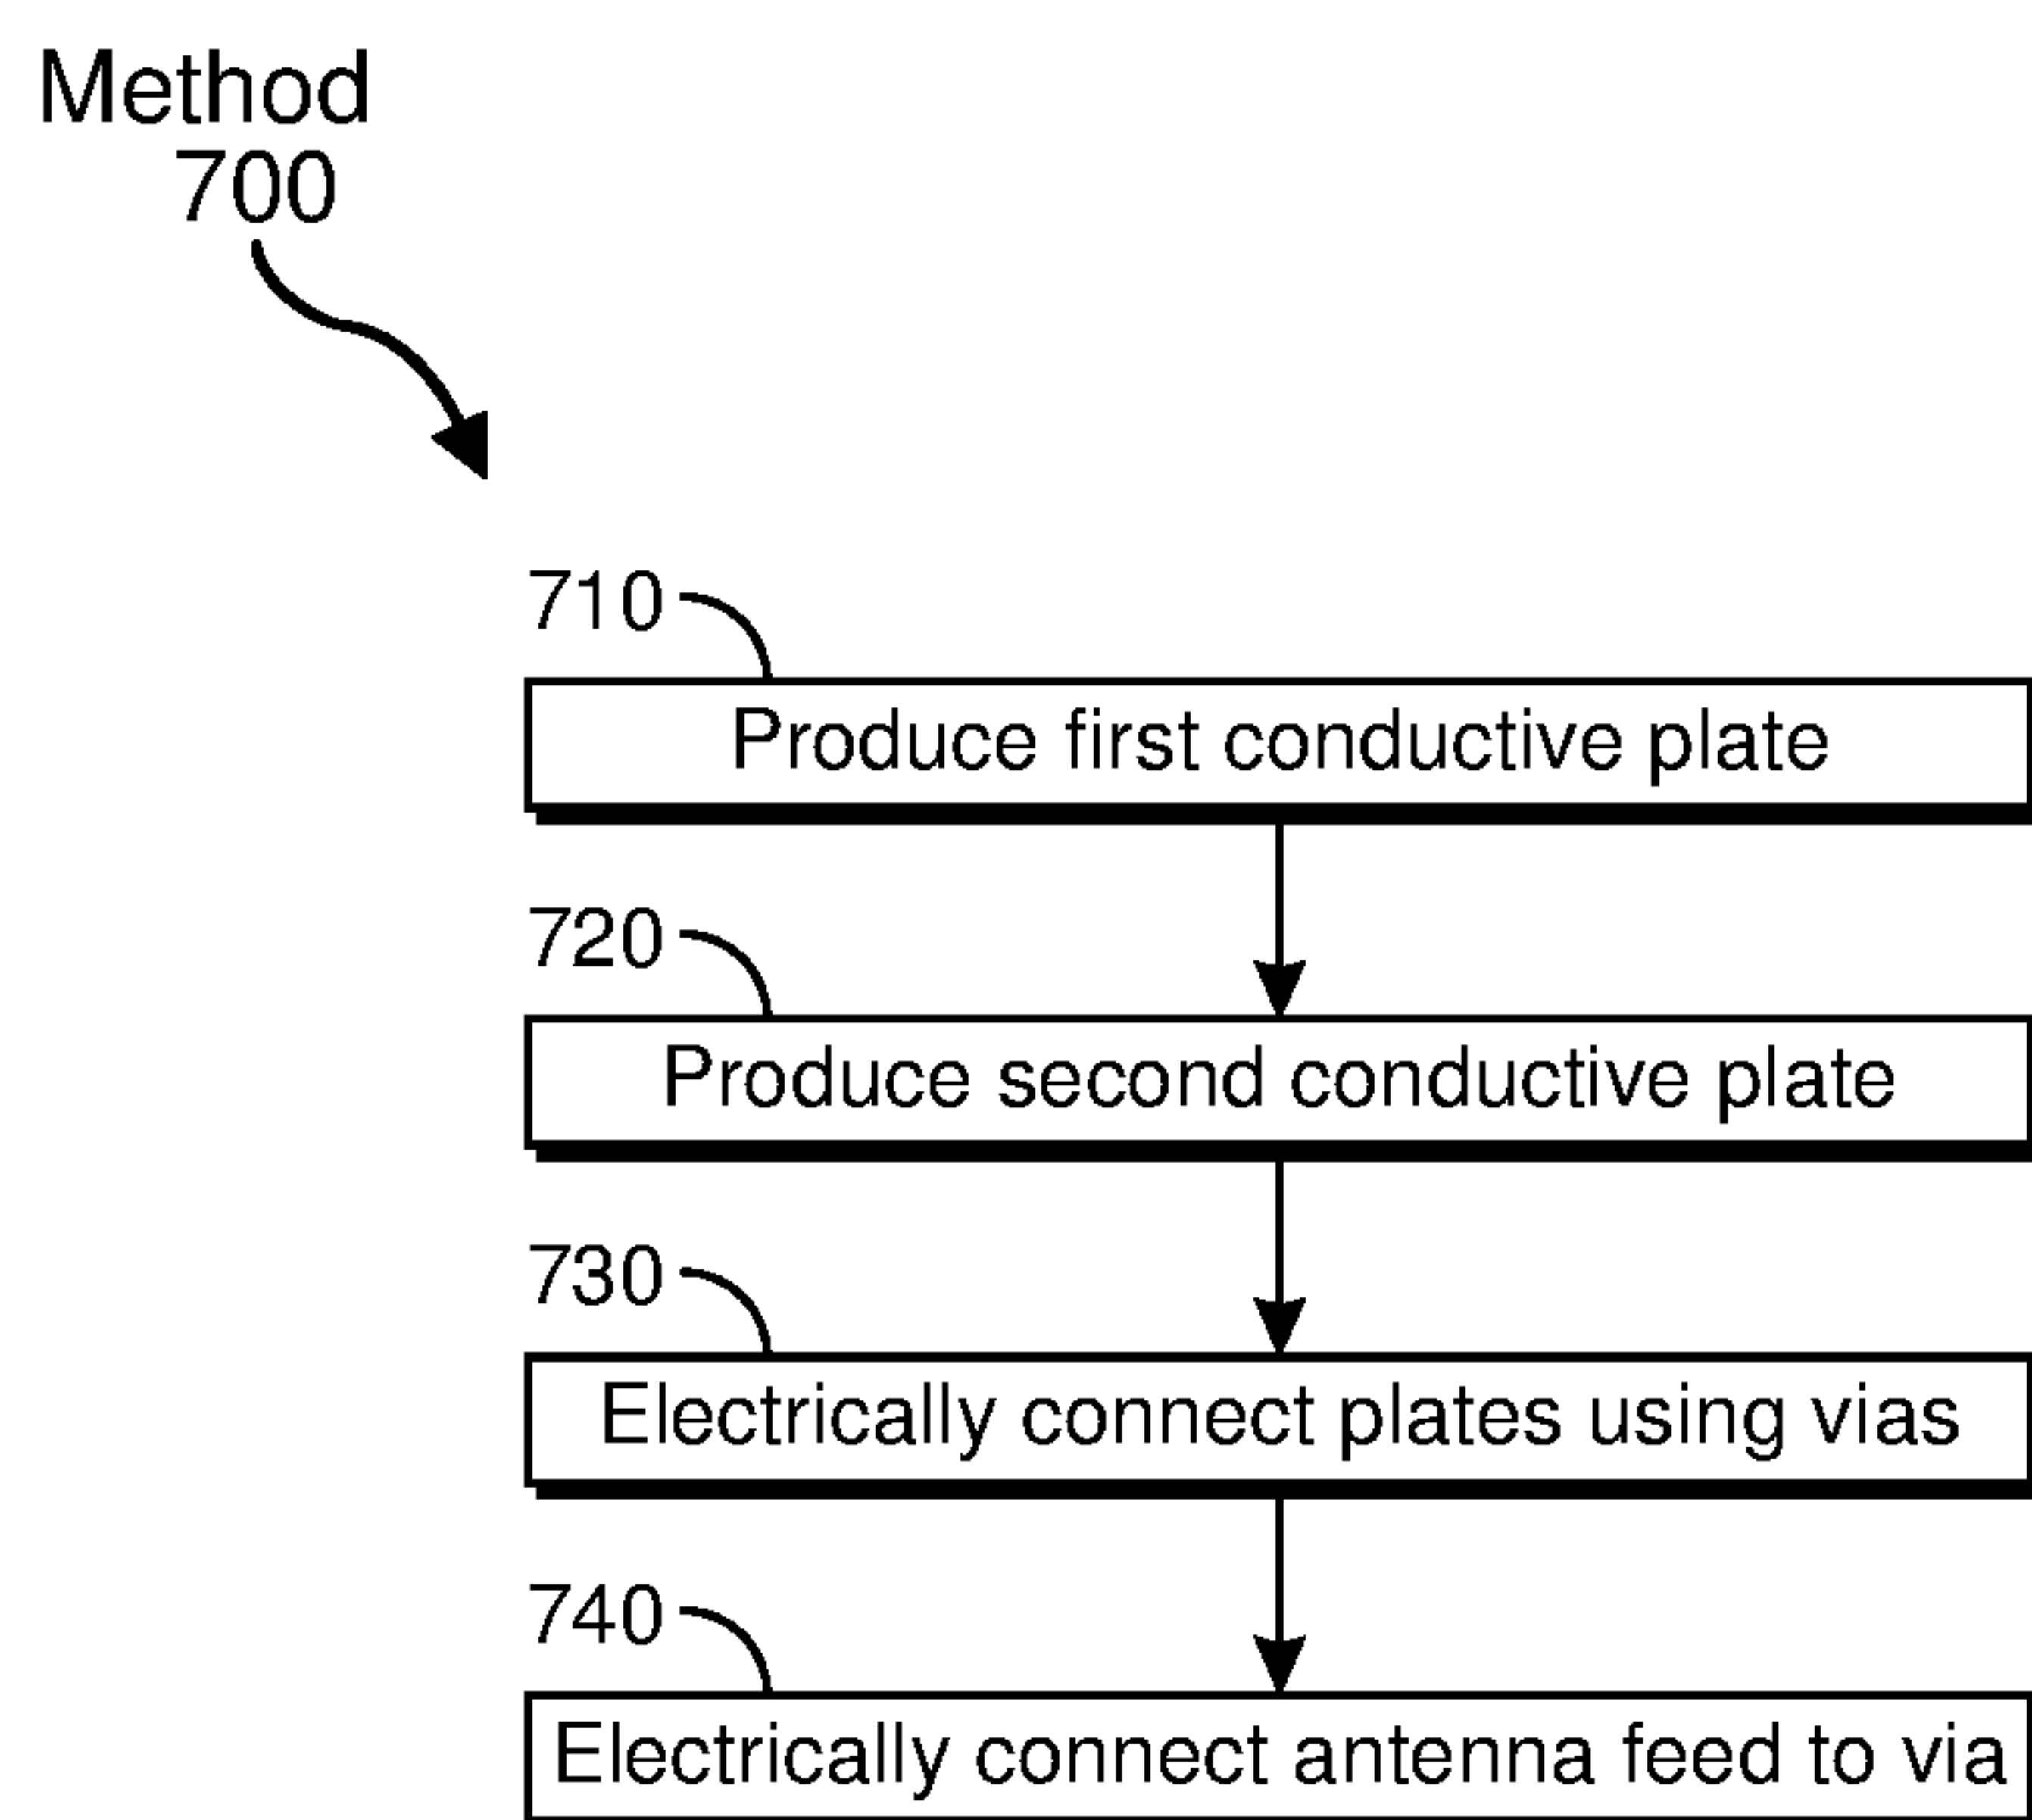 Method
700
710
Produce first conductive plate
720
Produce second conductive plate
730
Electrically connect plates using vias
740
Electrically connect antenna feed to via